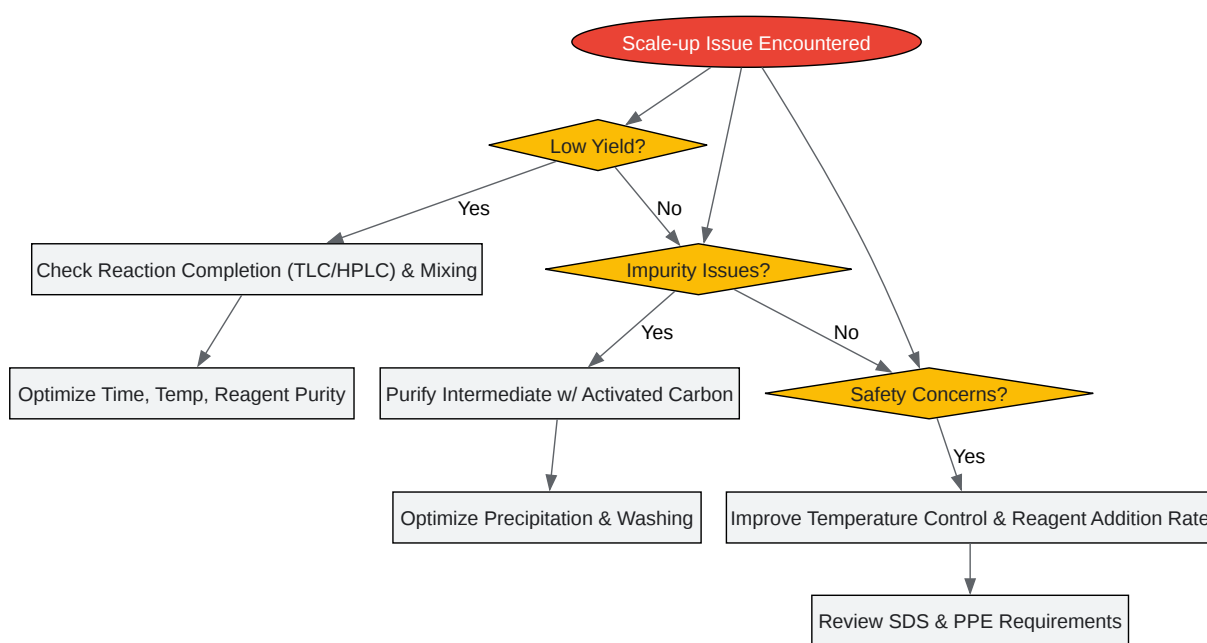 Scale-up Issue Encountered
Low Yield?
Yes
No
Check Reaction Completion (TLC/HPLC) & Mixing
Impurity Issues?
Yes
No
Optimize Time, Temp, Reagent Purity
Purify Intermediate w/ Activated Carbon
Safety Concerns?
Yes
Optimize Precipitation & Washing
Improve Temperature Control & Reagent Addition Rate
Review SDS & PPE Requirements